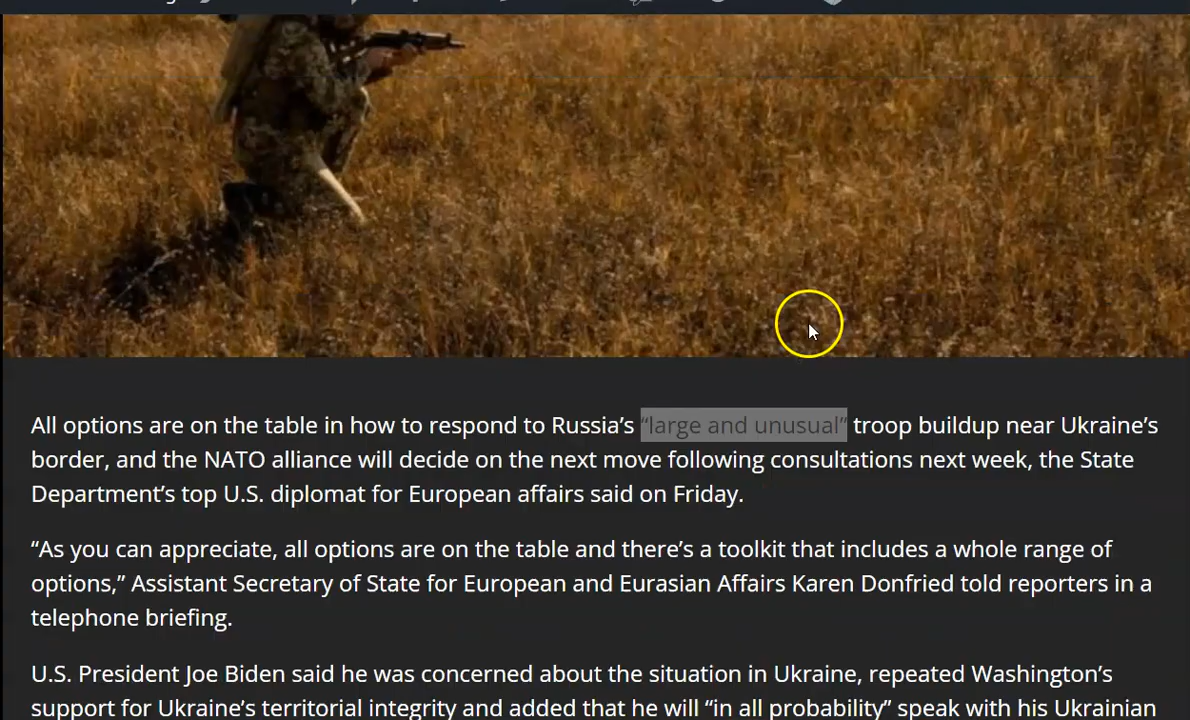 All options are on the table in how to respond to Russia’s “large and unusual” troop buildup near Ukraine’s
border, and the NATO alliance will decide on the next move following consultations next week, the State
Department’s top U.S. diplomat for European affairs said on Friday.
“As you can appreciate, all options are on the table and there’s a toolkit that includes a whole range of
options,” Assistant Secretary of State for European and Eurasian Affairs Karen Donfried told reporters in a
telephone briefing.
U.S. President Joe Biden said he was concerned about the situation in Ukraine, repeated Washington’s
support for Ukraine’s territorial integrity and added that he will “in all probability” speak with his Ukrainian